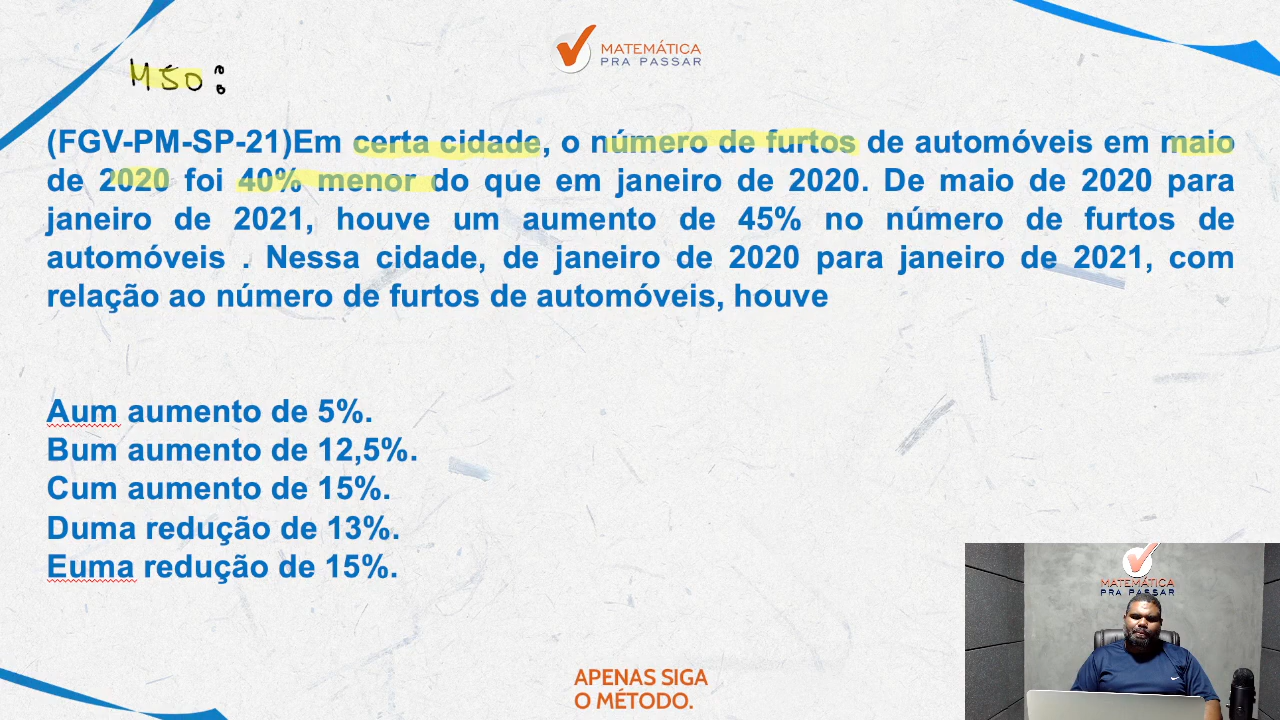 MATEMÁTICA
PRA PASSAR
M50:
(FGV-PM-SP-21)Em certa cidade, o número de furtos de automóveis em maio
de 2020 foi 40% menor do que em janeiro de 2020. De maio de 2020 para
janeiro de 2021, houve um aumento de 45% no número de furtos de
automóveis . Nessa cidade, de janeiro de 2020 para janeiro de 2021, com
relação ao número de furtos de automóveis, houve
Aum aumento de 5%.
Bum aumento de 12,5%.
Cum aumento de 15%.
Duma redução de 13%.
Euma redução de 15%.
MATEMÁTICA
PRA PASSAR
APENAS SIGA
O MÉTODO.